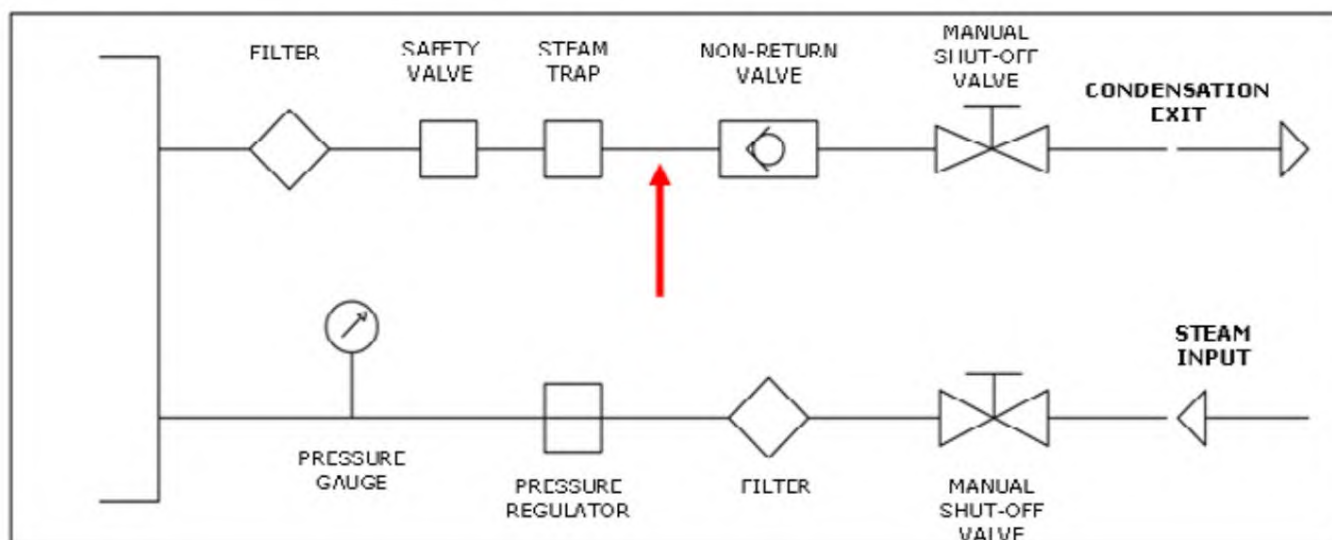 FILTER
SAFETY
VALVE
STEAM
TRAP
NON-RETURN
VALVE
MANUAL
SHUT-OFF
VALVE
CONDENSATION
EXIT
STEAM
INPUT
PRESSURE
GAUGE
PRESSURE
REGULATOR
FILTER
MANUAL
SHUT-OFF
VALVE